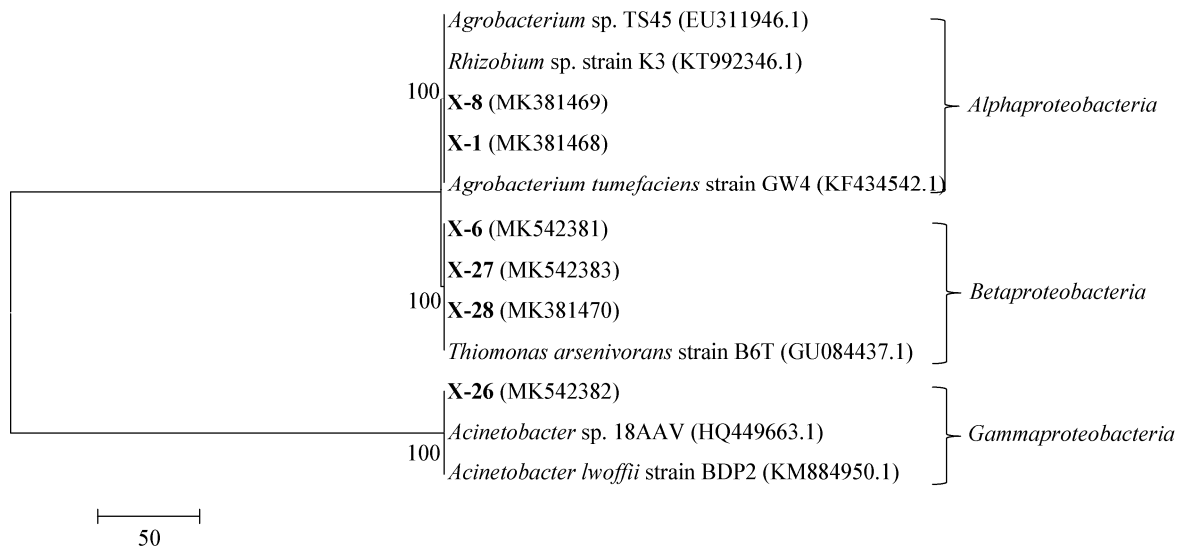 Agrobacterium sp. TS45 (EU311946.1)
Rhizobium sp. strain K3 (KT992346.1)
100
X-8 (MK381469)
Alphaproteobacteria
X-1 (MK381468)
Agrobacterium tumefaciens strain GW4 (KF434542.1)
X-6 (MK542381)
X-27 (MK542383)
Betaproteobacteria
100
X-28 (MK381470)
Thiomonas arsenivorans strain B6T (GU084437.1)
X-26 (MK542382)
Acinetobacter sp. 18AAV (HQ449663.1)
Gammaproteobacteria
100
Acinetobacter lwoffii strain BDP2 (KM884950.1)
50